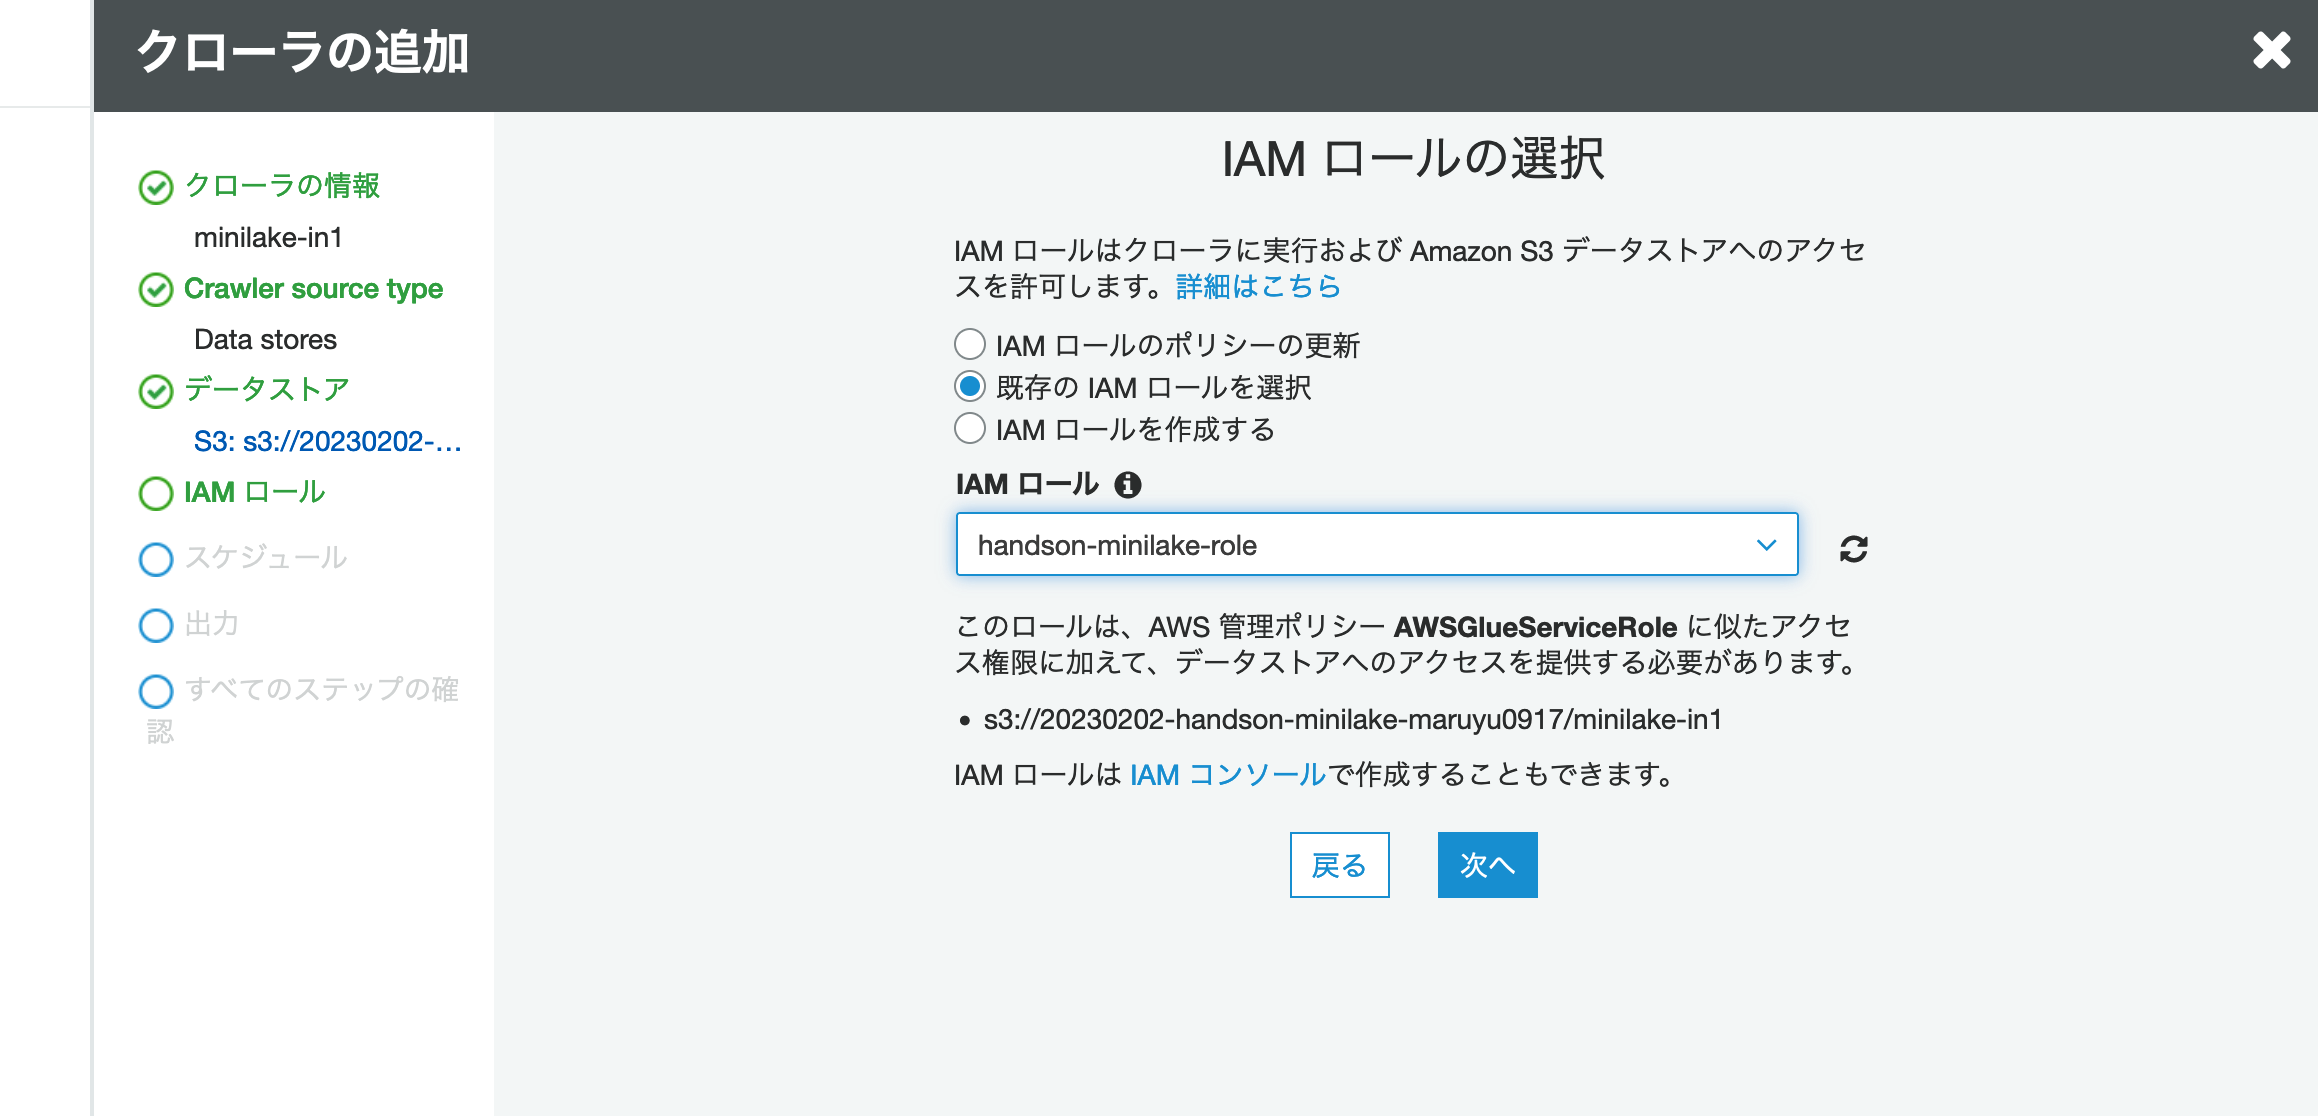 クローラの追加
クローラの情報
minilake-in1
Crawler source type
Data stores
データストア
S3: s3://20230202-...
IAM ロール
スケジュール
出力
すべてのステップの確
認
IAM ロールの選択
IAM ロールはクローラに実行および Amazon S3 データストアへのアクセ
スを許可します。詳細はこちら
IAM ロールのポリシーの更新
既存の IAM ロールを選択
IAM ロールを作成する
IAM ロール
handson-minilake-role
このロールは、AWS 管理ポリシー AWSGlueServiceRole に似たアクセ
ス権限に加えて、データストアへのアクセスを提供する必要があります。
• s3://20230202-handson-minilake-maruyu0917/minilake-in1
IAM ロールは IAM コンソールで作成することもできます。
戻る
次へ